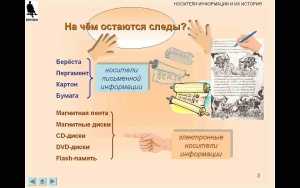 НОСИТЕЛИ ИНФОРМАЦИИ И ИХ ИСТОРИЯ
На чём остаются следы?
Берёста
Пергамент
Картон
Бумага
носители
письменной
информации
Магнитная лента
Магнитные диски
CD-диски
DVD-диски
Flash-память
электронные
носители
информации
3